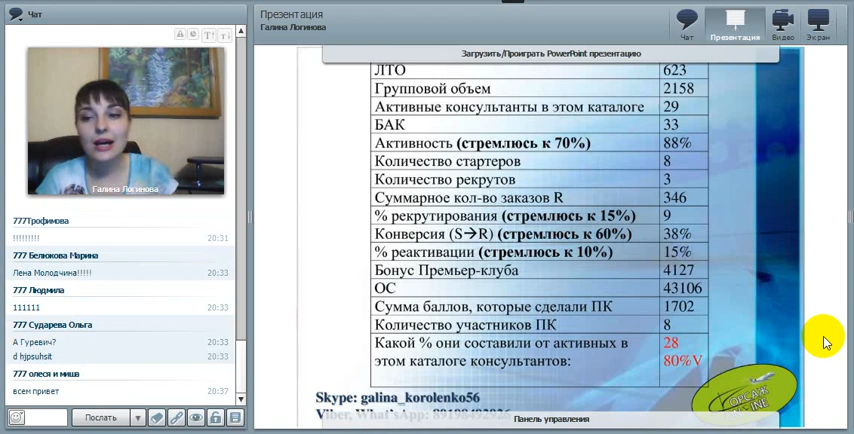 Чат
Галина Логинова
777Трофимова
!!!!!!!!! 20:31
777 Белюкова Марина
Лена Молодчина!!!!! 20:33
777 Людмила
111111 20:33
777 Сударева Ольга
А Гуревич? 20:33
d hjpsuhsit 20:33
777 олеся и миша
всем привет 20:37
Послать
Презентация
Галина Логинова
Чат
Презентация
Видео
Экран
Загрузить/Проиграть PowerPoint презентацию
ЛТО 623
Групповой объем 2158
Активные консультанты в этом каталоге 29
БАК 33
Активность (стремлюсь к 70%) 88%
Количество стартеров 8
Количество рекрутов 3
Суммарное кол-во заказов R 346
% рекрутирования (стремлюсь к 15%) 9
Конверсия (S→R) (стремлюсь к 60%) 38%
% реактивации (стремлюсь к 10%) 15%
Бонус Премьер-клуба 4127
ОС 43106
Сумма баллов, которые сделали ПК 1702
Количество участников ПК 8
Какой % они составили от активных в 28
этом каталоге консультантов: 80%V
Skype: galina_korolenko56
Viber, What'sApp: 89198492926
Панель управления